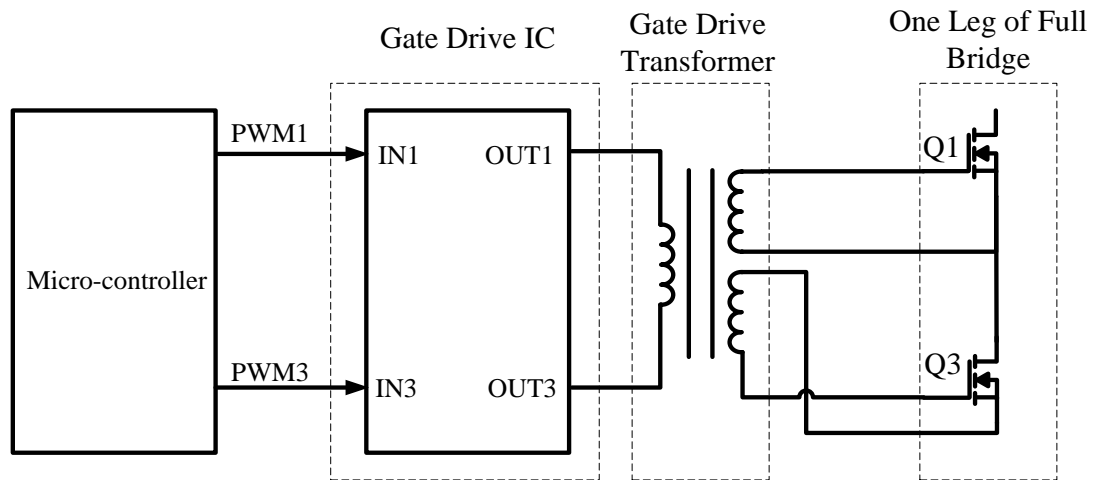 Gate Drive IC
Gate Drive
Transformer
One Leg of Full
Bridge
Micro-controller
PWM1
PWM3
IN1
OUT1
IN3
OUT3
Q1
Q3